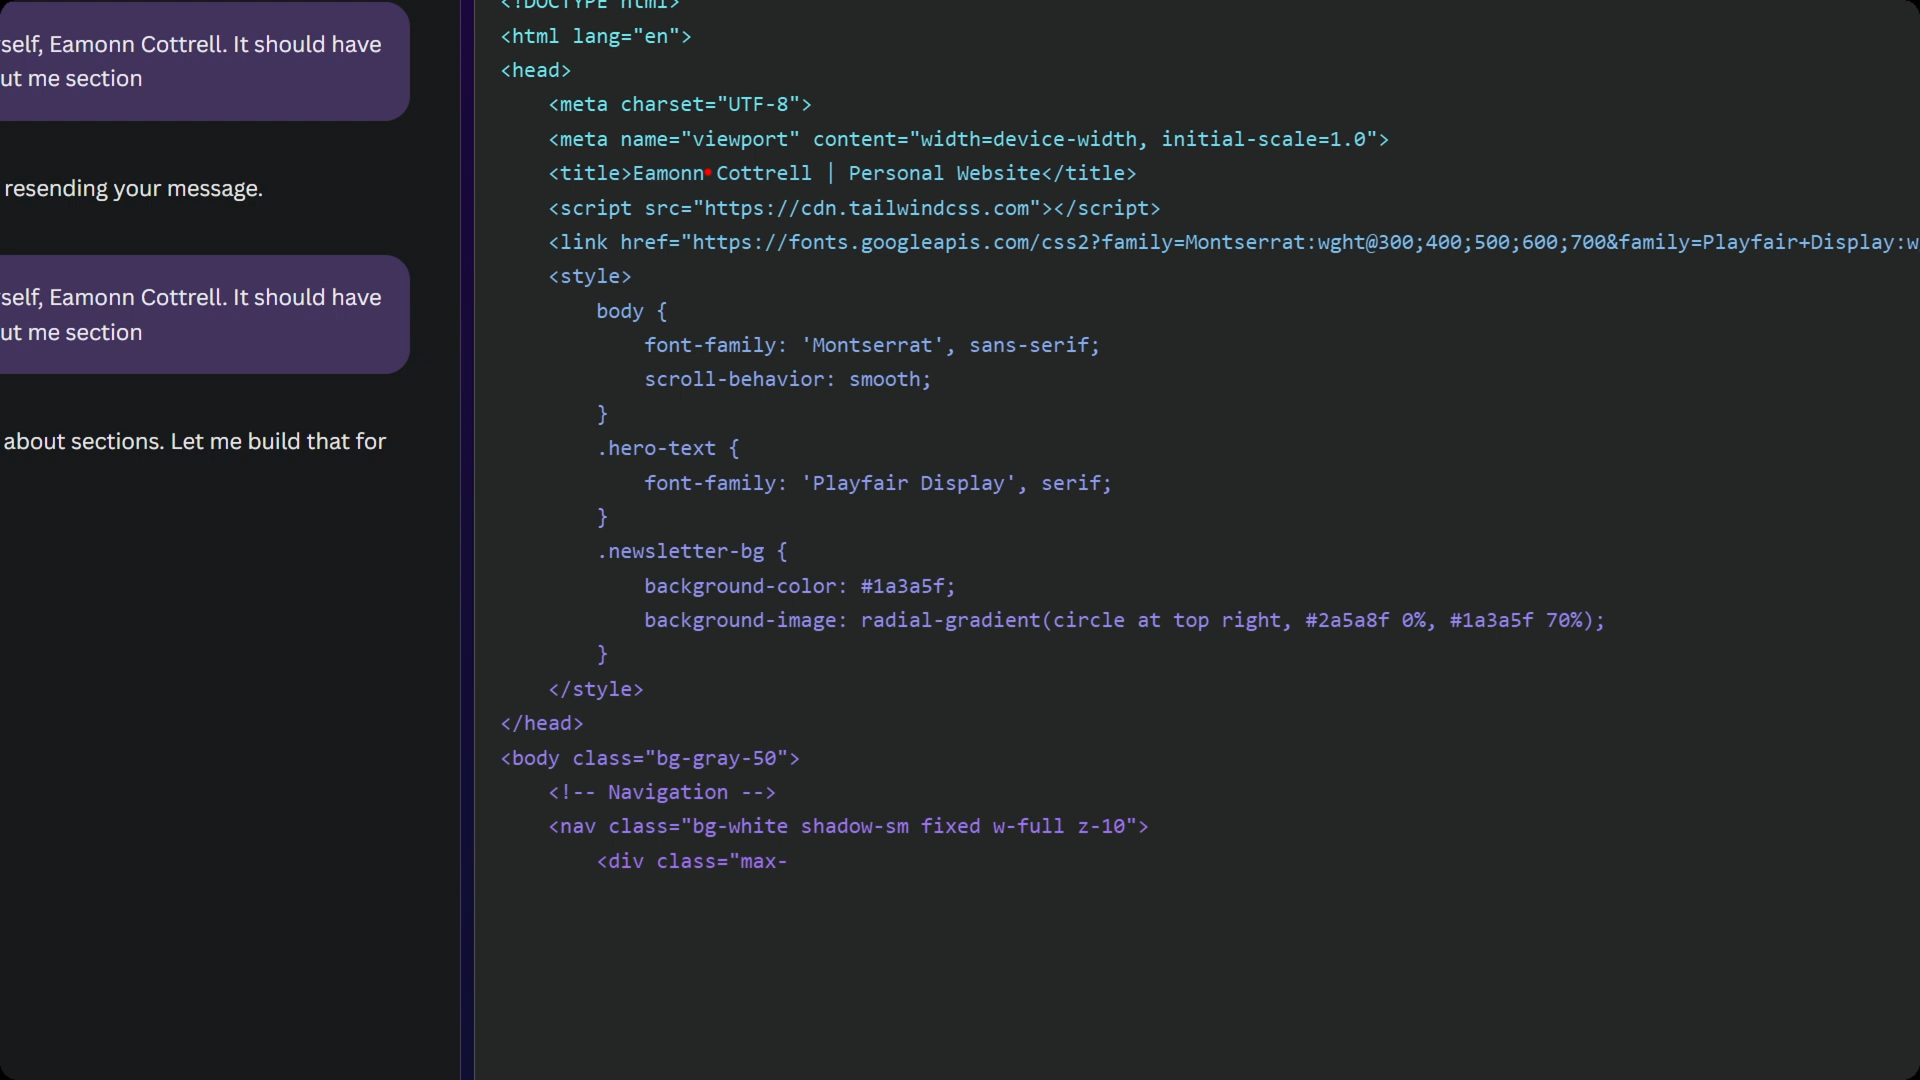 self, Eamonn Cottrell. It should have
ut me section
resending your message.
self, Eamonn Cottrell. It should have
ut me section
about sections. Let me build that for
<!DOCTYPE html>
<html lang="en">
<head>
<meta charset="UTF-8">
<meta name="viewport" content="width=device-width, initial-scale=1.0">
<title>Eamonn Cottrell | Personal Website</title>
<script src="https://cdn.tailwindcss.com"></script>
<link href="https://fonts.googleapis.com/css2?family=Montserrat:wght@300;400;500;600;700&family=Playfair+Display:w
<style>
body {
font-family: 'Montserrat', sans-serif;
scroll-behavior: smooth;
}
.hero-text {
font-family: 'Playfair Display', serif;
}
.newsletter-bg {
background-color: #1a3a5f;
background-image: radial-gradient(circle at top right, #2a5a8f 0%, #1a3a5f 70%);
}
</style>
</head>
<body class="bg-gray-50">
<!-- Navigation -->
<nav class="bg-white shadow-sm fixed w-full z-10">
<div class="max-